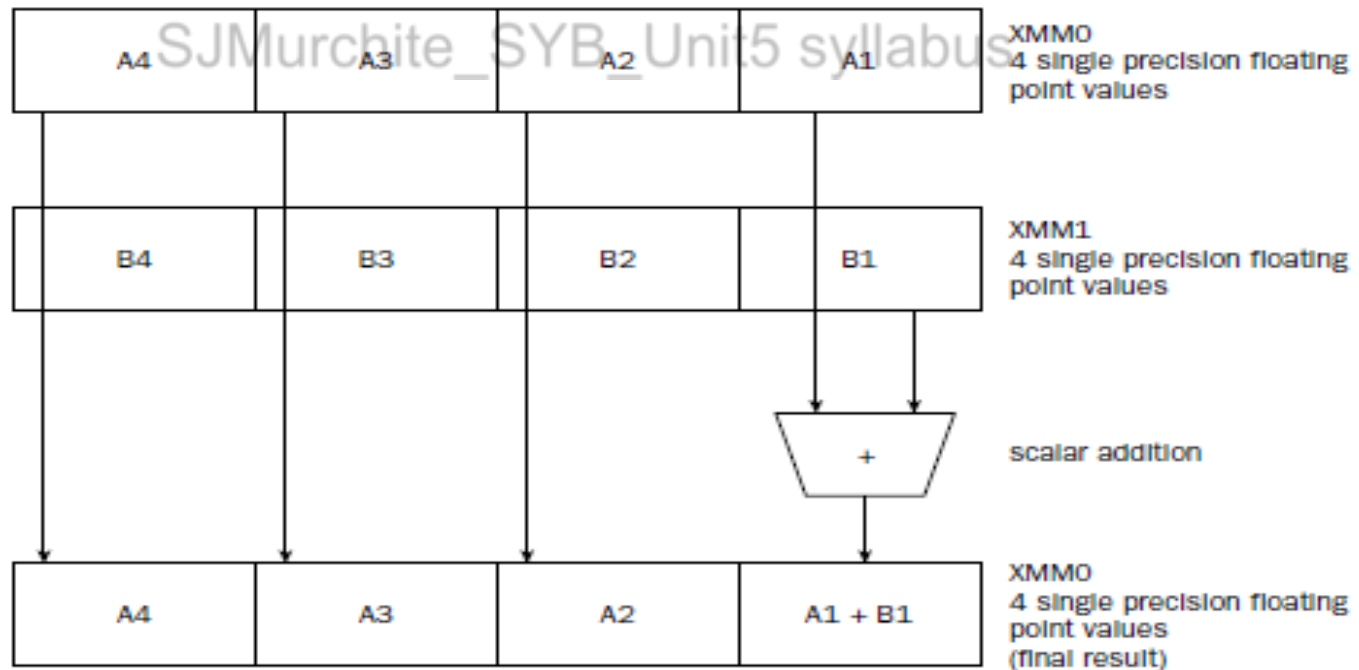 SJMurchite_SYB_Unit5 syllabus
A4 A3 A2 A1
XMM0
4 single precision floating
point values
B4 B3 B2 B1
XMM1
4 single precision floating
point values
+
scalar addition
A4 A3 A2 A1 + B1
XMM0
4 single precision floating
point values
(final result)